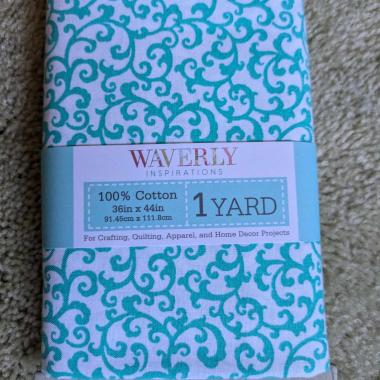 WAVERLY
INSPIRATIONS
100% Cotton
36in x 44in
91.45cm x 111.8cm
1 YARD
For Crafting, Quilting, Apparel, and Home Decor Projects